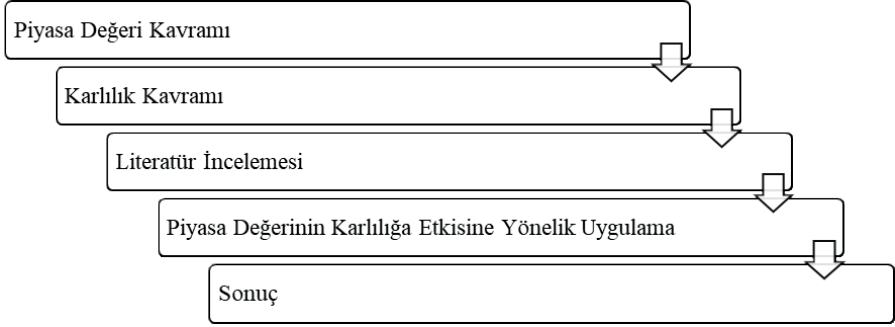 Piyasa Değeri Kavramı
Karlılık Kavramı
Literatür İncelemesi
Piyasa Değerinin Karlılığa Etkisine Yönelik Uygulama
Sonuç